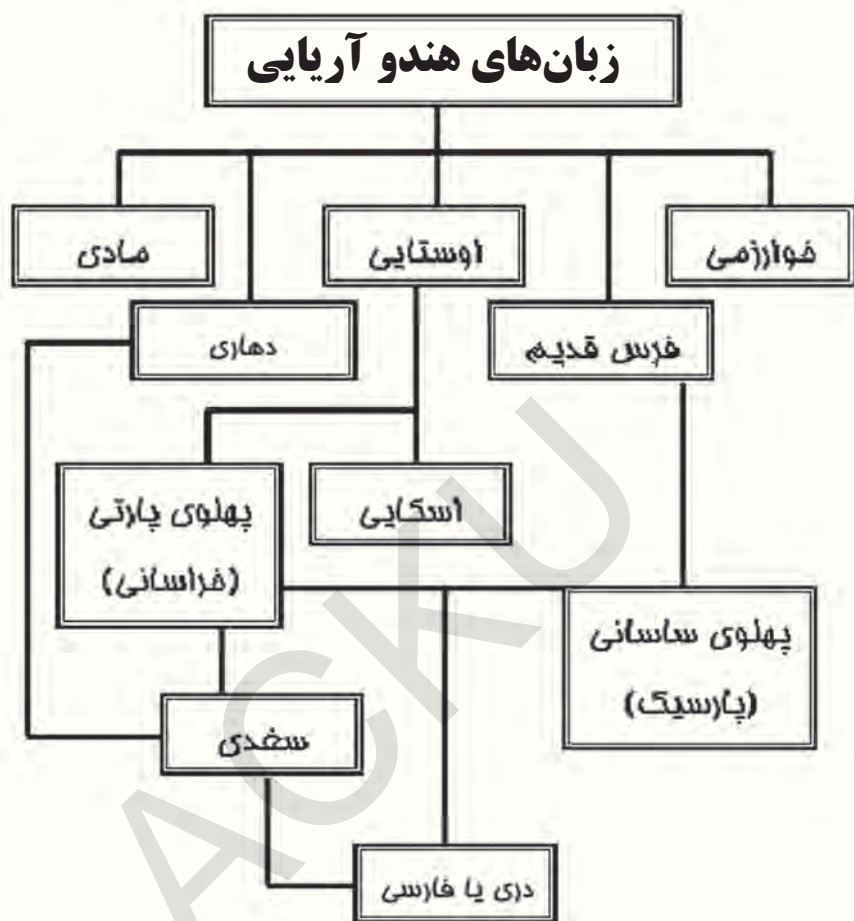 زبان‌های هندو آریایی
خوارزمی
اوستایی
مادی
فرس قدیم
دهاری
اسکایی
پهلوی پارتی
(خراسانی)
پهلوی ساسانی
(پارسیک)
سغدی
دری یا فارسی
ACKU